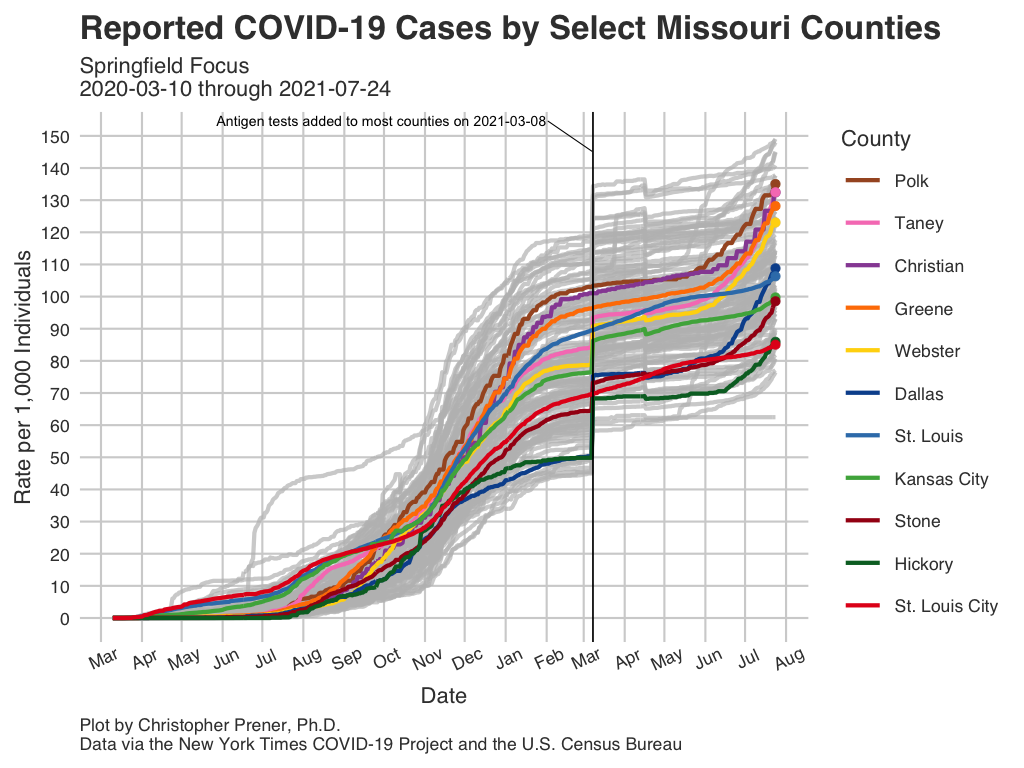 Reported COVID-19 Cases by Select Missouri Counties
Springfield Focus
2020-03-10 through 2021-07-24
Antigen tests added to most counties on 2021-03-08
Rate per 1,000 Individuals
150
140
130
120
110
100
90
80
70
60
50
40
30
20
10
0
Mar Apr May Jun Jul Aug Sep Oct Nov Dec Jan Feb Mar Apr May Jun Jul Aug
Date
County
Polk
Taney
Christian
Greene
Webster
Dallas
St. Louis
Kansas City
Stone
Hickory
St. Louis City
Plot by Christopher Prener, Ph.D.
Data via the New York Times COVID-19 Project and the U.S. Census Bureau